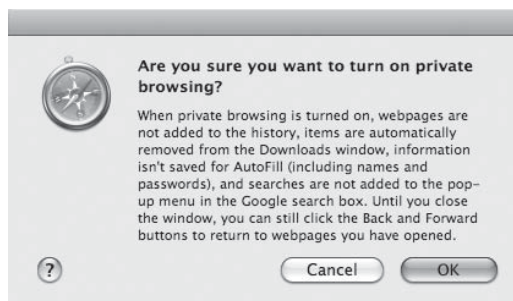 Are you sure you want to turn on private
browsing?
When private browsing is turned on, webpages are
not added to the history, items are automatically
removed from the Downloads window, information
isn't saved for AutoFill (including names and
passwords), and searches are not added to the pop-
up menu in the Google search box. Until you close
the window, you can still click the Back and Forward
buttons to return to webpages you have opened.
? Cancel OK